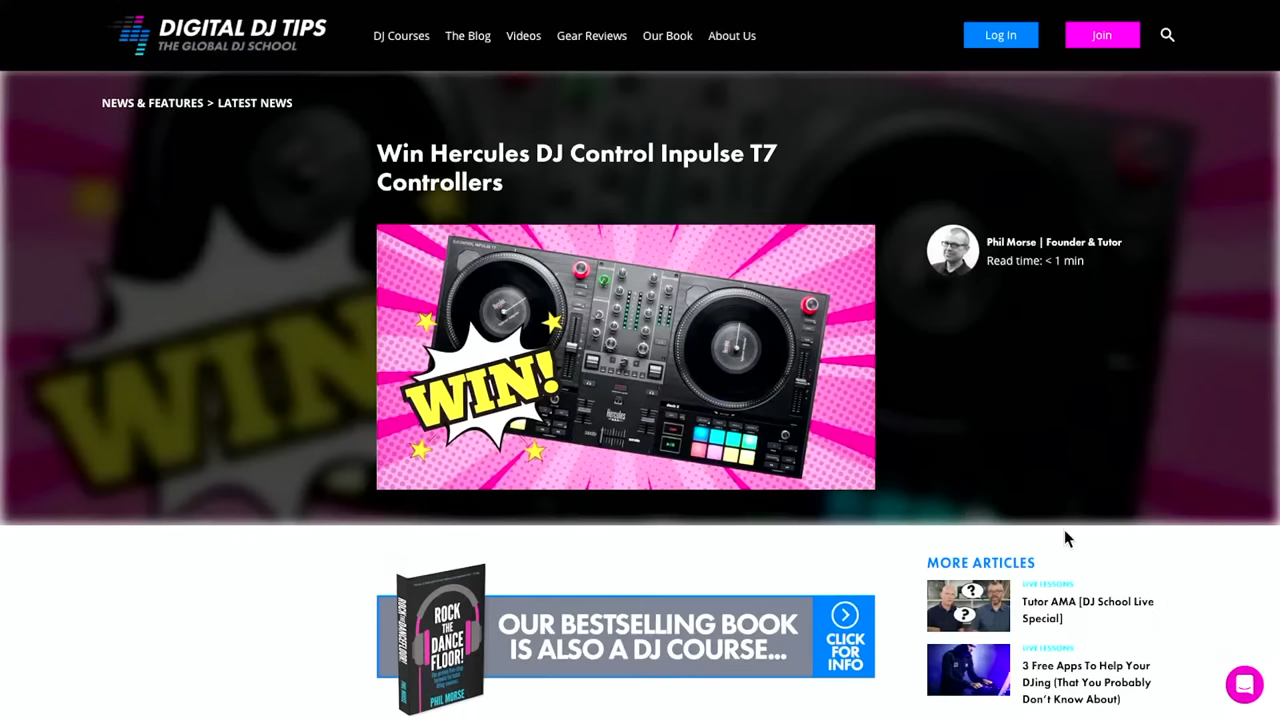 DIGITAL DJ TIPS
THE GLOBAL DJ SCHOOL
DJ Courses
The Blog
Videos
Gear Reviews
Our Book
About Us
Log In
Join
NEWS & FEATURES > LATEST NEWS
Win Hercules DJ Control Inpulse T7
Controllers
WIN!
Hercules
Phil Morse | Founder & Tutor
Read time: < 1 min
ROCK
THE
DANCE
FLOOR!
PHIL MORSE
OUR BESTSELLING BOOK
IS ALSO A DJ COURSE...
CLICK
FOR
INFO
MORE ARTICLES
LIVE LESSONS
Tutor AMA [DJ School Live
Special]
LIVE LESSONS
3 Free Apps To Help Your
DJing (That You Probably
Don't Know About)